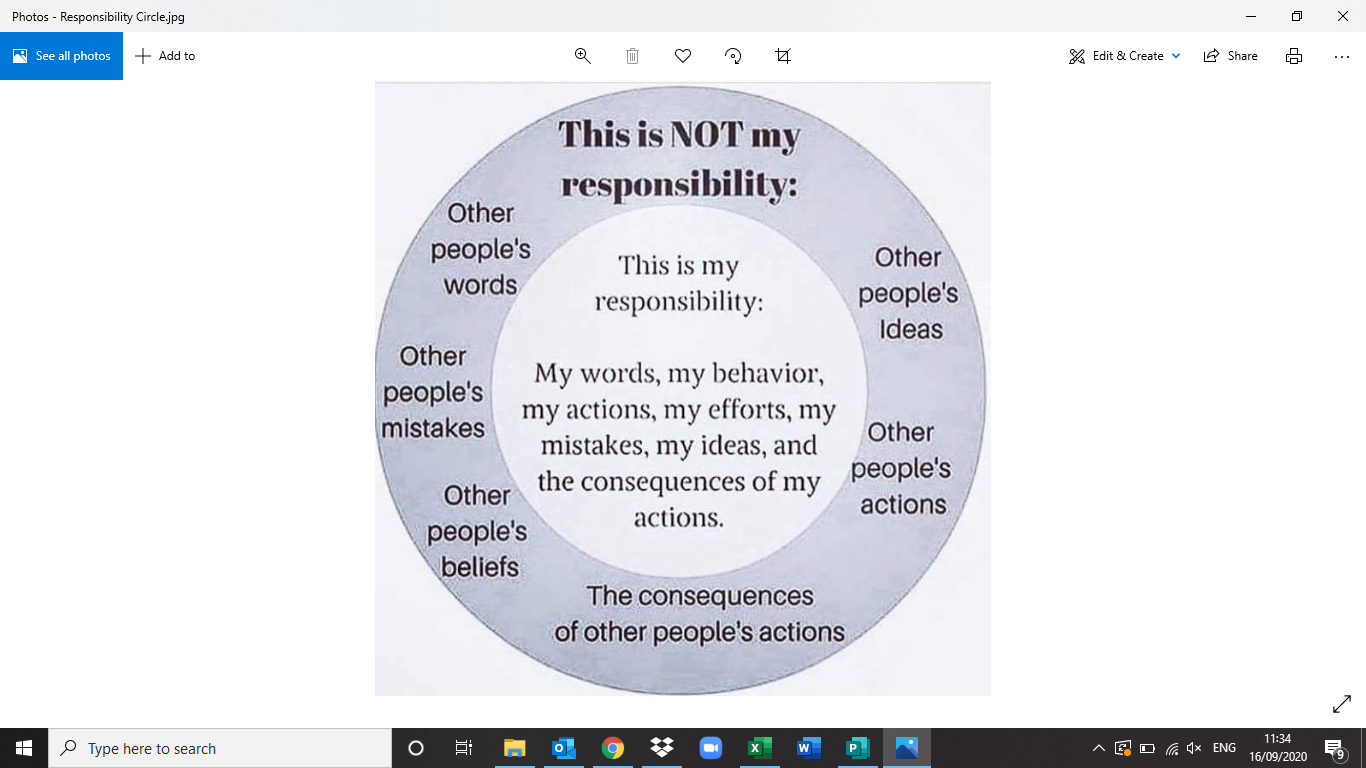 Photos - Responsibility Circle.jpg
See all photos
Add to
Edit & Create
Share
This is NOT my
responsibility:
Other
people's
words
Other
people's
Ideas
This is my
responsibility:
My words, my behavior,
my actions, my efforts, my
mistakes, my ideas, and
the consequences of my
actions.
Other
people's
mistakes
Other
people's
actions
Other
people's
beliefs
The consequences
of other people's actions
Type here to search
ENG
11:34
16/09/2020
9